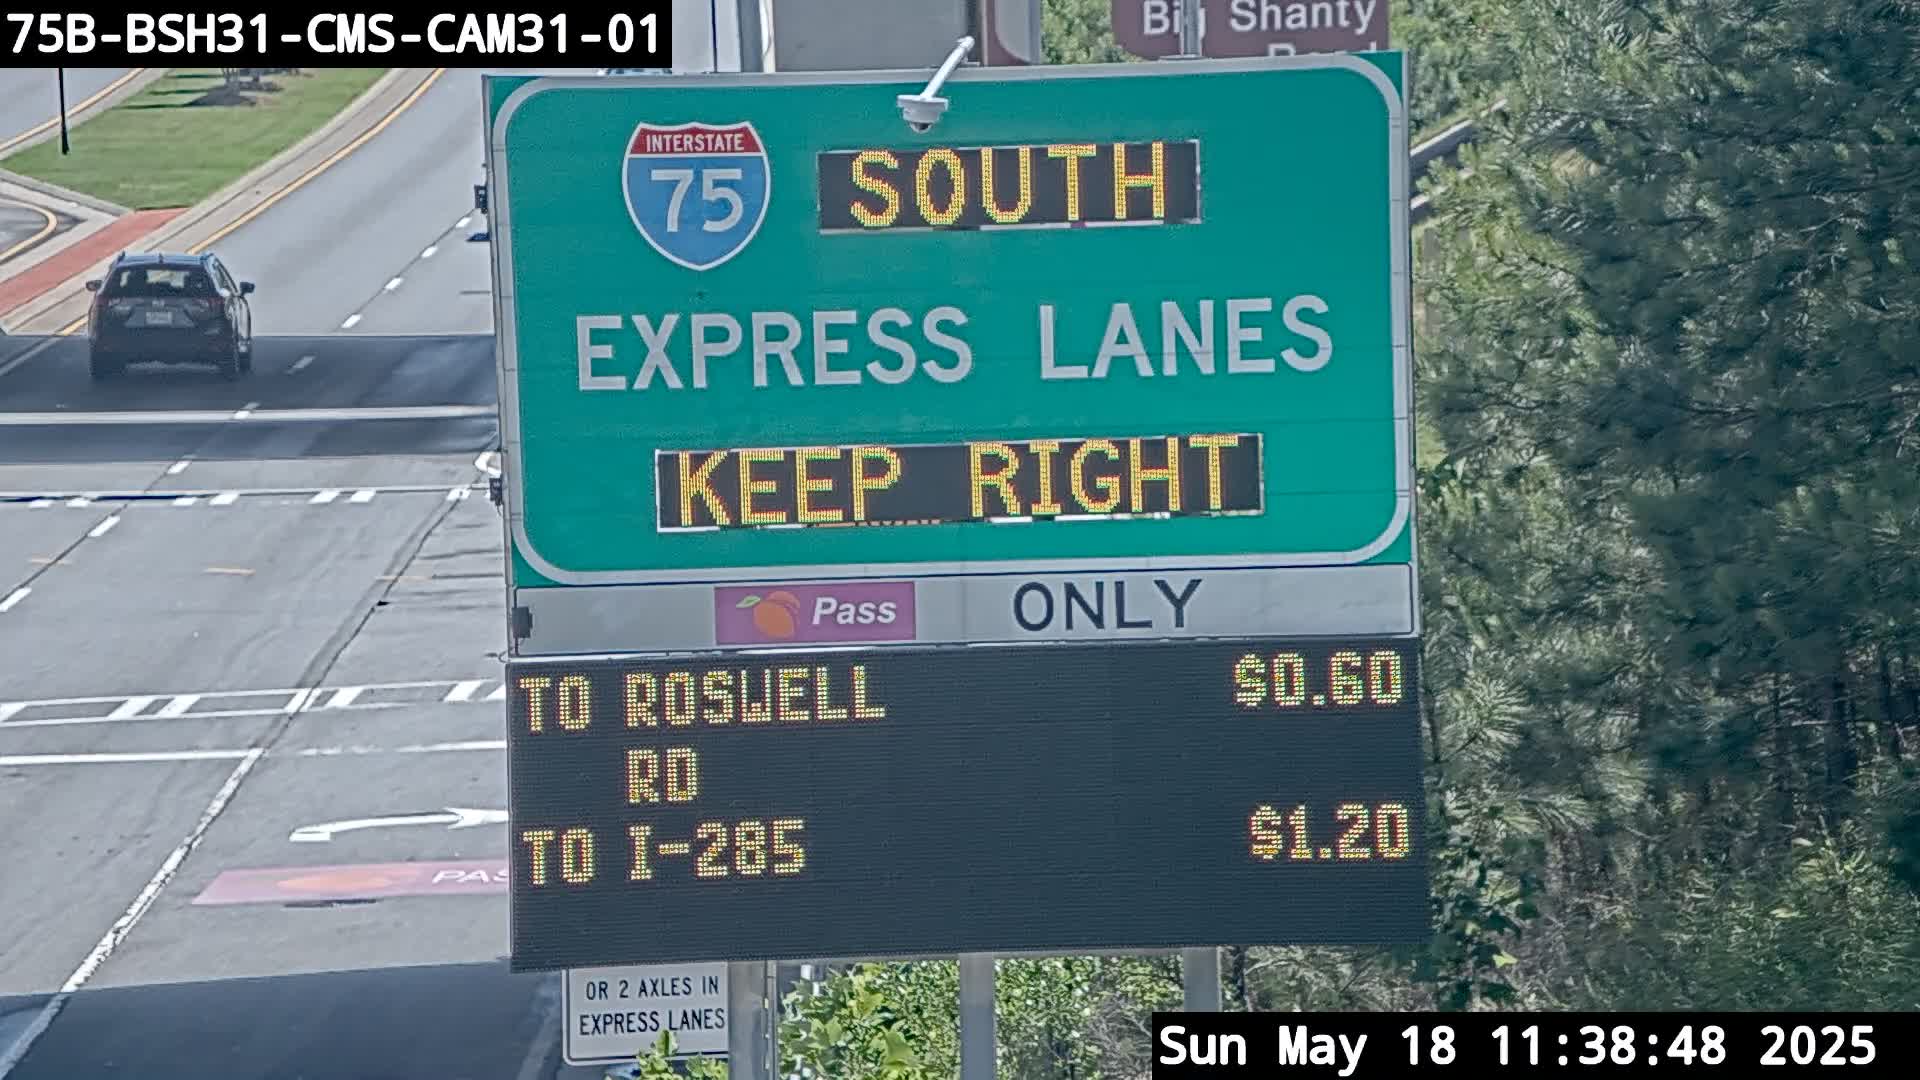 75B-BSH31-CMS-CAM31-01
Big Shanty
Road
INTERSTATE
75
SOUTH
EXPRESS LANES
KEEP RIGHT
Pass
ONLY
TO ROSWELL $0.60
RD
TO I-285 $1.20
PAS
OR 2 AXLES IN
EXPRESS LANES
Sun May 18 11:38:48 2025